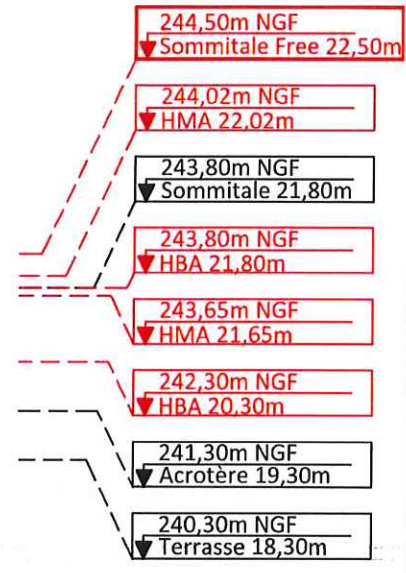 244,50m NGF
Sommitale Free 22,50m
244,02m NGF
HMA 22,02m
243,80m NGF
Sommitale 21,80m
243,80m NGF
HBA 21,80m
243,65m NGF
HMA 21,65m
242,30m NGF
HBA 20,30m
241,30m NGF
Acrotère 19,30m
240,30m NGF
Terrasse 18,30m